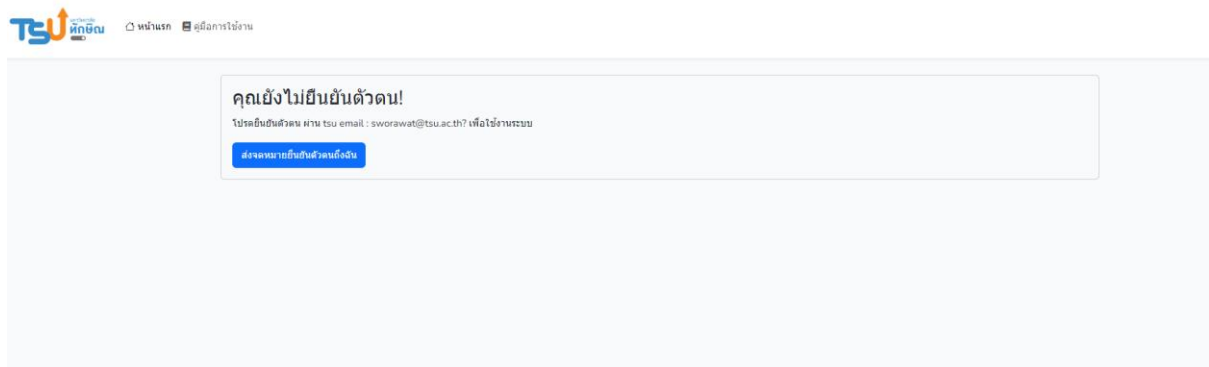 TSU
ทักษิณ
หน้าแรก คู่มือการใช้งาน
คุณยังไม่ยืนยันตัวตน!
โปรดยืนยันตัวตน ผ่าน tsu email : sworawat@tsu.ac.th? เพื่อใช้งานระบบ
ส่งจดหมายยืนยันตัวตนถึงฉัน